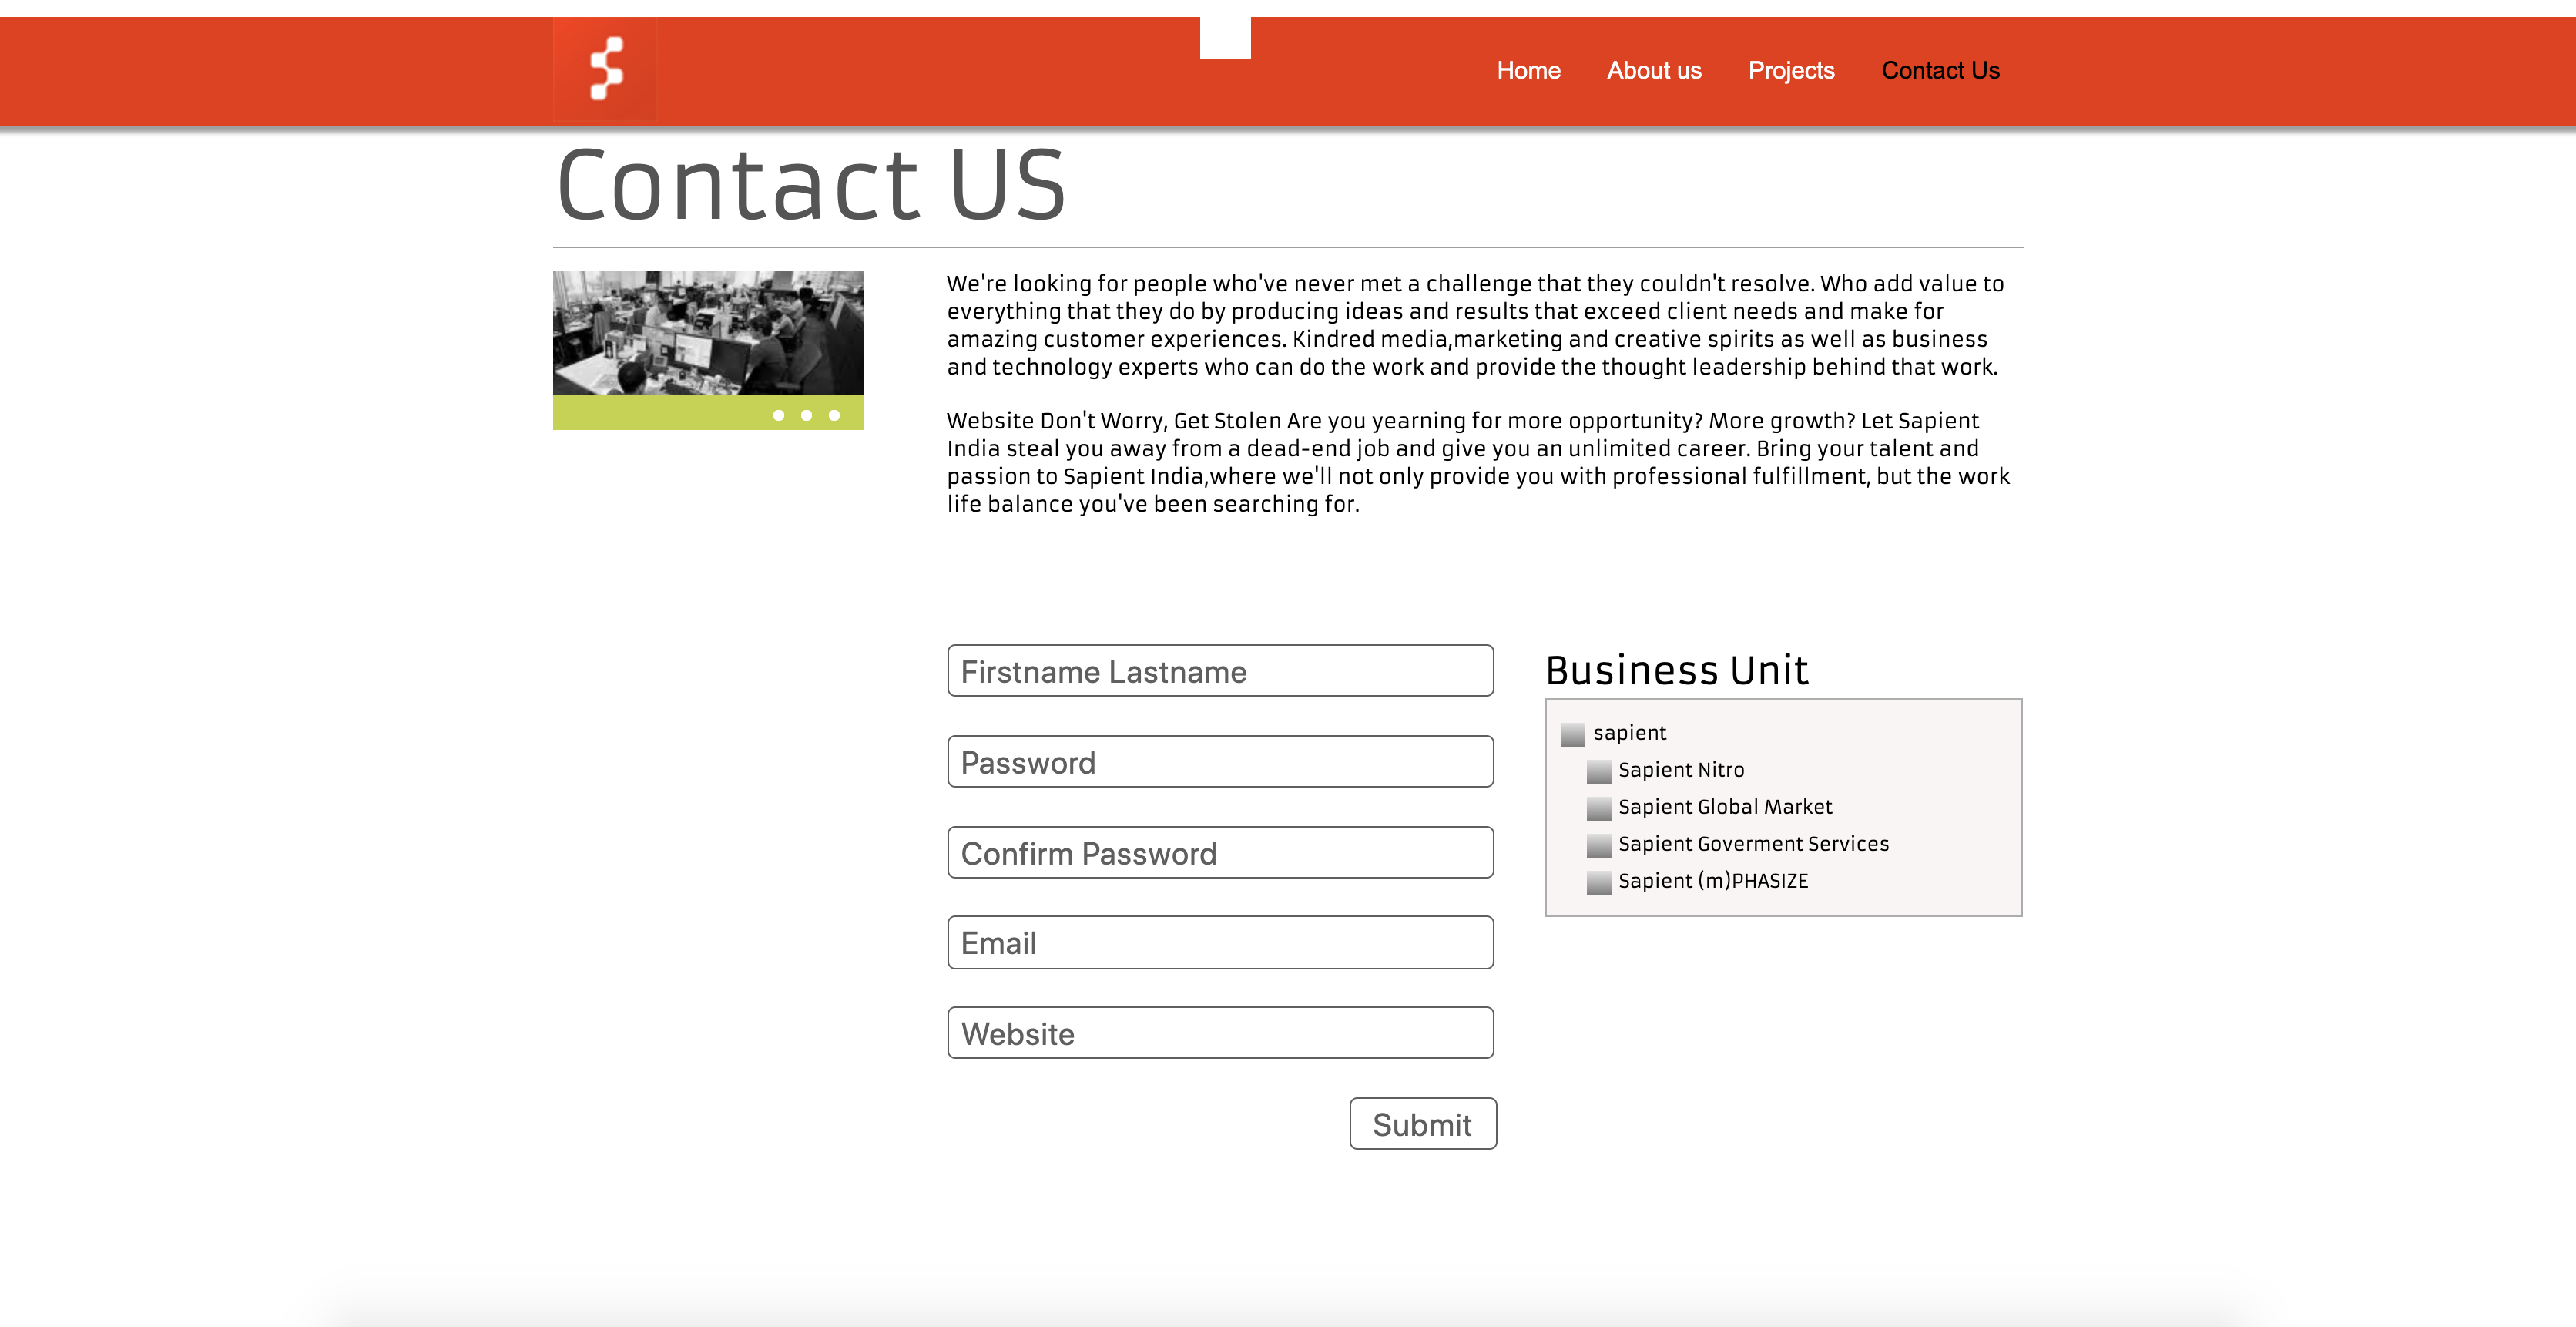 Home About us Projects Contact Us
Contact US
We're looking for people who've never met a challenge that they couldn't resolve. Who add value to
everything that they do by producing ideas and results that exceed client needs and make for
amazing customer experiences. Kindred media,marketing and creative spirits as well as business
and technology experts who can do the work and provide the thought leadership behind that work.
Website Don't Worry, Get Stolen Are you yearning for more opportunity? More growth? Let Sapient
India steal you away from a dead-end job and give you an unlimited career. Bring your talent and
passion to Sapient India,where we'll not only provide you with professional fulfillment, but the work
life balance you've been searching for.
Firstname Lastname
Password
Confirm Password
Email
Website
Submit
Business Unit
sapient
Sapient Nitro
Sapient Global Market
Sapient Goverment Services
Sapient (m)PHASIZE